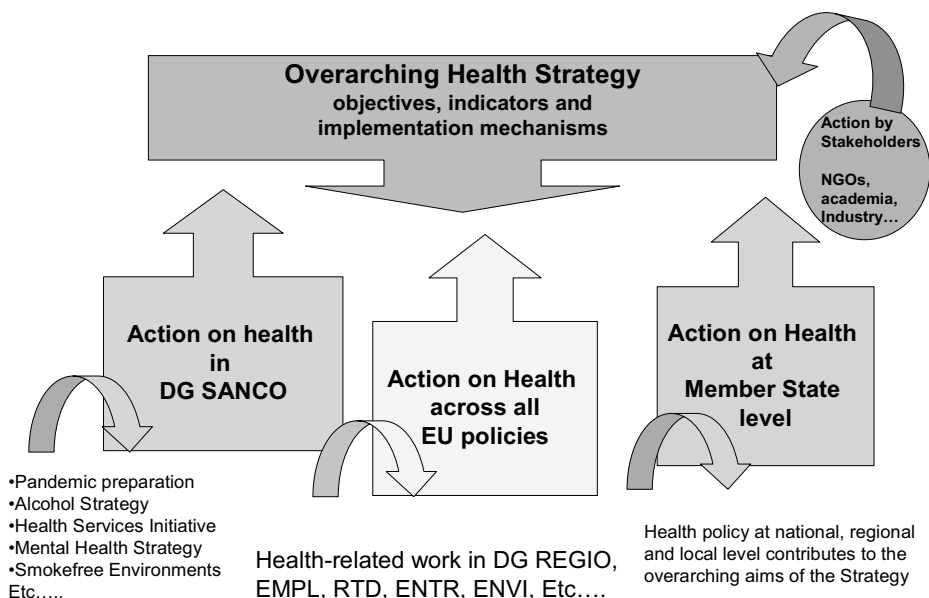 Overarching Health Strategy
objectives, indicators and
implementation mechanisms
Action by
Stakeholders
NGOs,
academia,
Industry…
Action on health
in
DG SANCO
Action on Health
across all
EU policies
Action on Health
at
Member State
level
•Pandemic preparation
•Alcohol Strategy
•Health Services Initiative
•Mental Health Strategy
•Smokefree Environments
Etc…..
Health-related work in DG REGIO,
EMPL, RTD, ENTR, ENVI, Etc….
Health policy at national, regional
and local level contributes to the
overarching aims of the Strategy